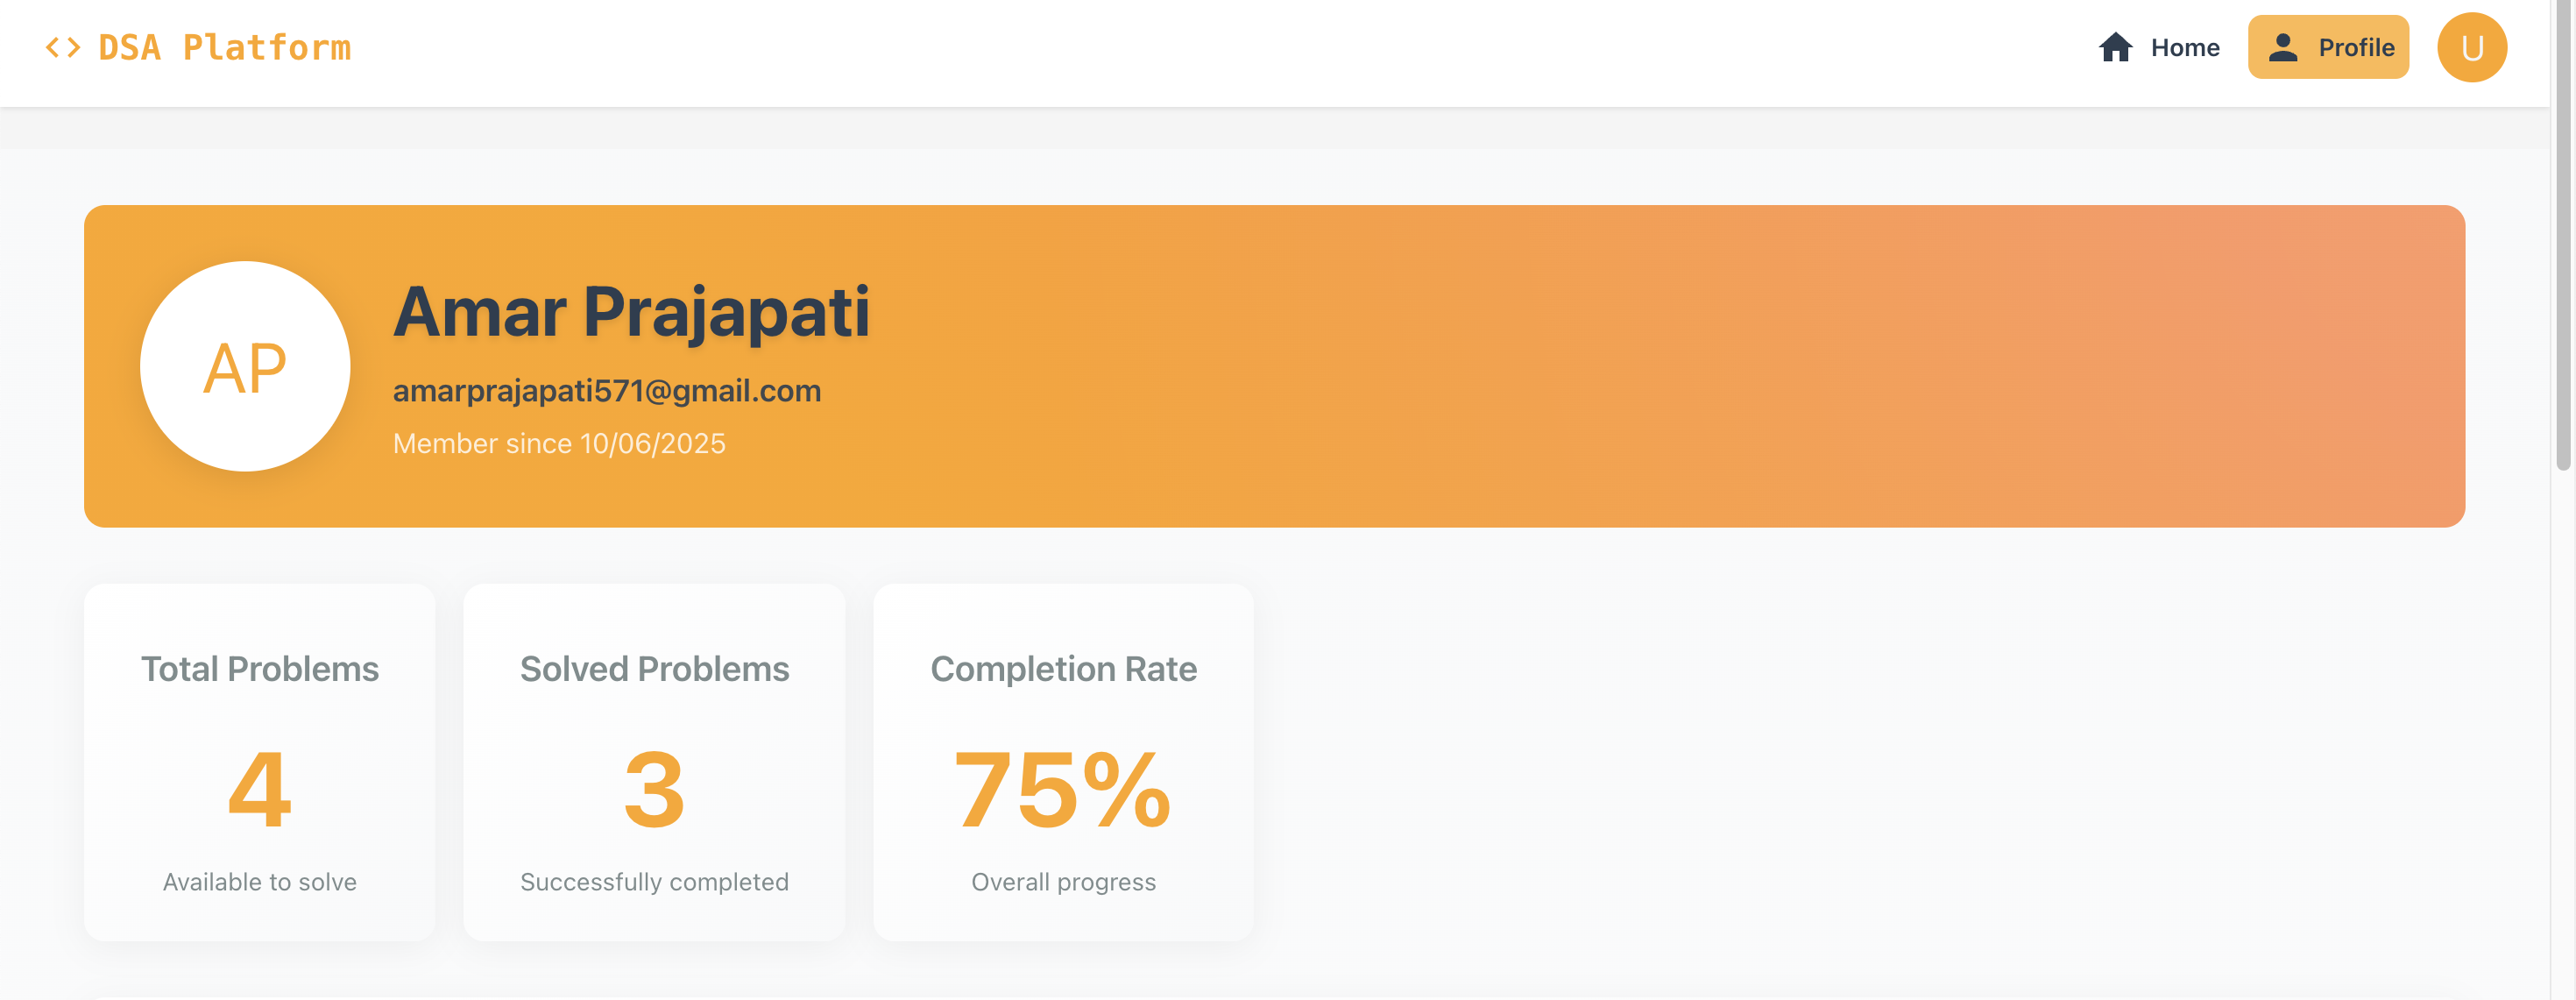 <> DSA Platform
Home
Profile
U
AP
Amar Prajapati
amarprajapati571@gmail.com
Member since 10/06/2025
Total Problems
4
Available to solve
Solved Problems
3
Successfully completed
Completion Rate
75%
Overall progress